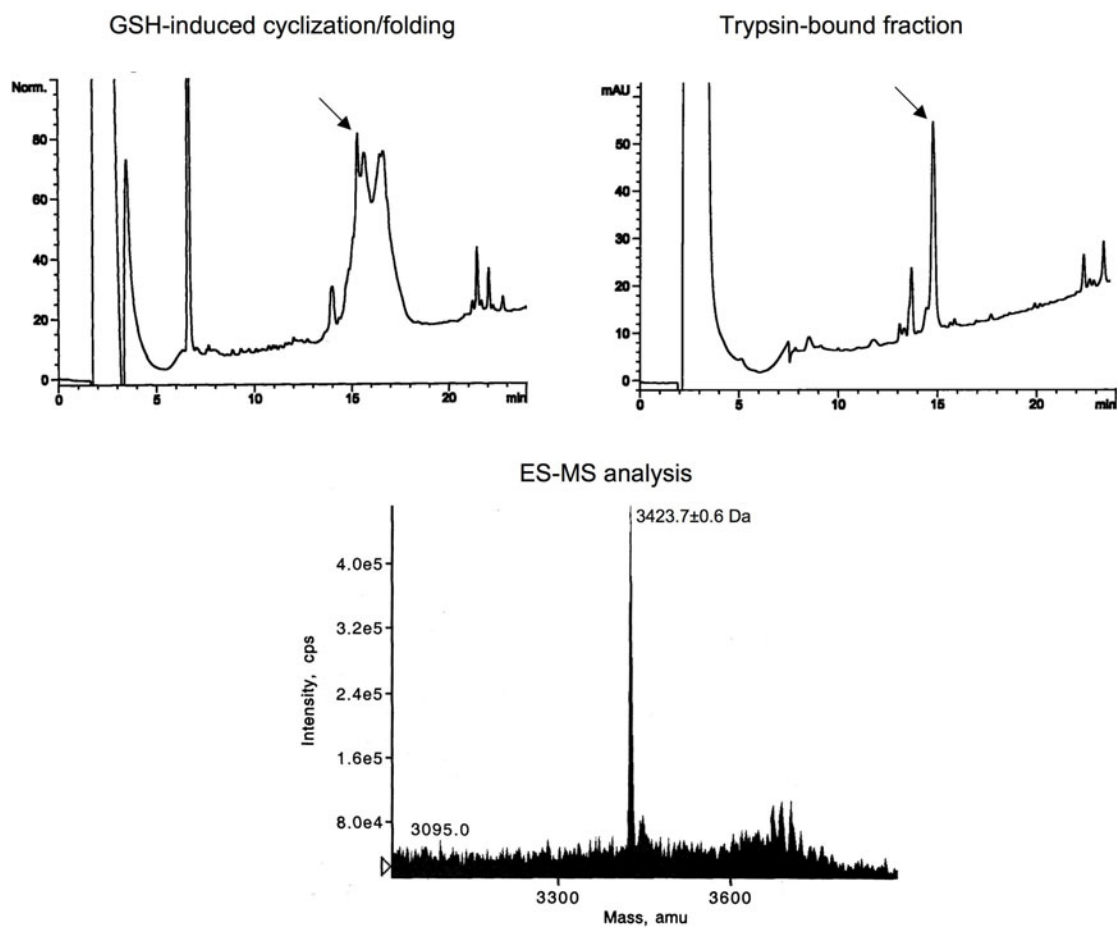 GSH-induced cyclization/folding
Norm.
80
60
40
20
0
0 5 10 15 20 min
Trypsin-bound fraction
mAU
50
40
30
20
10
0
0 5 10 15 20 min
ES-MS analysis
3423.7±0.6 Da
4.0e5
3.2e5
2.4e5
1.6e5
8.0e4
3095.0
Intensity, cps
3300 3600
Mass, amu